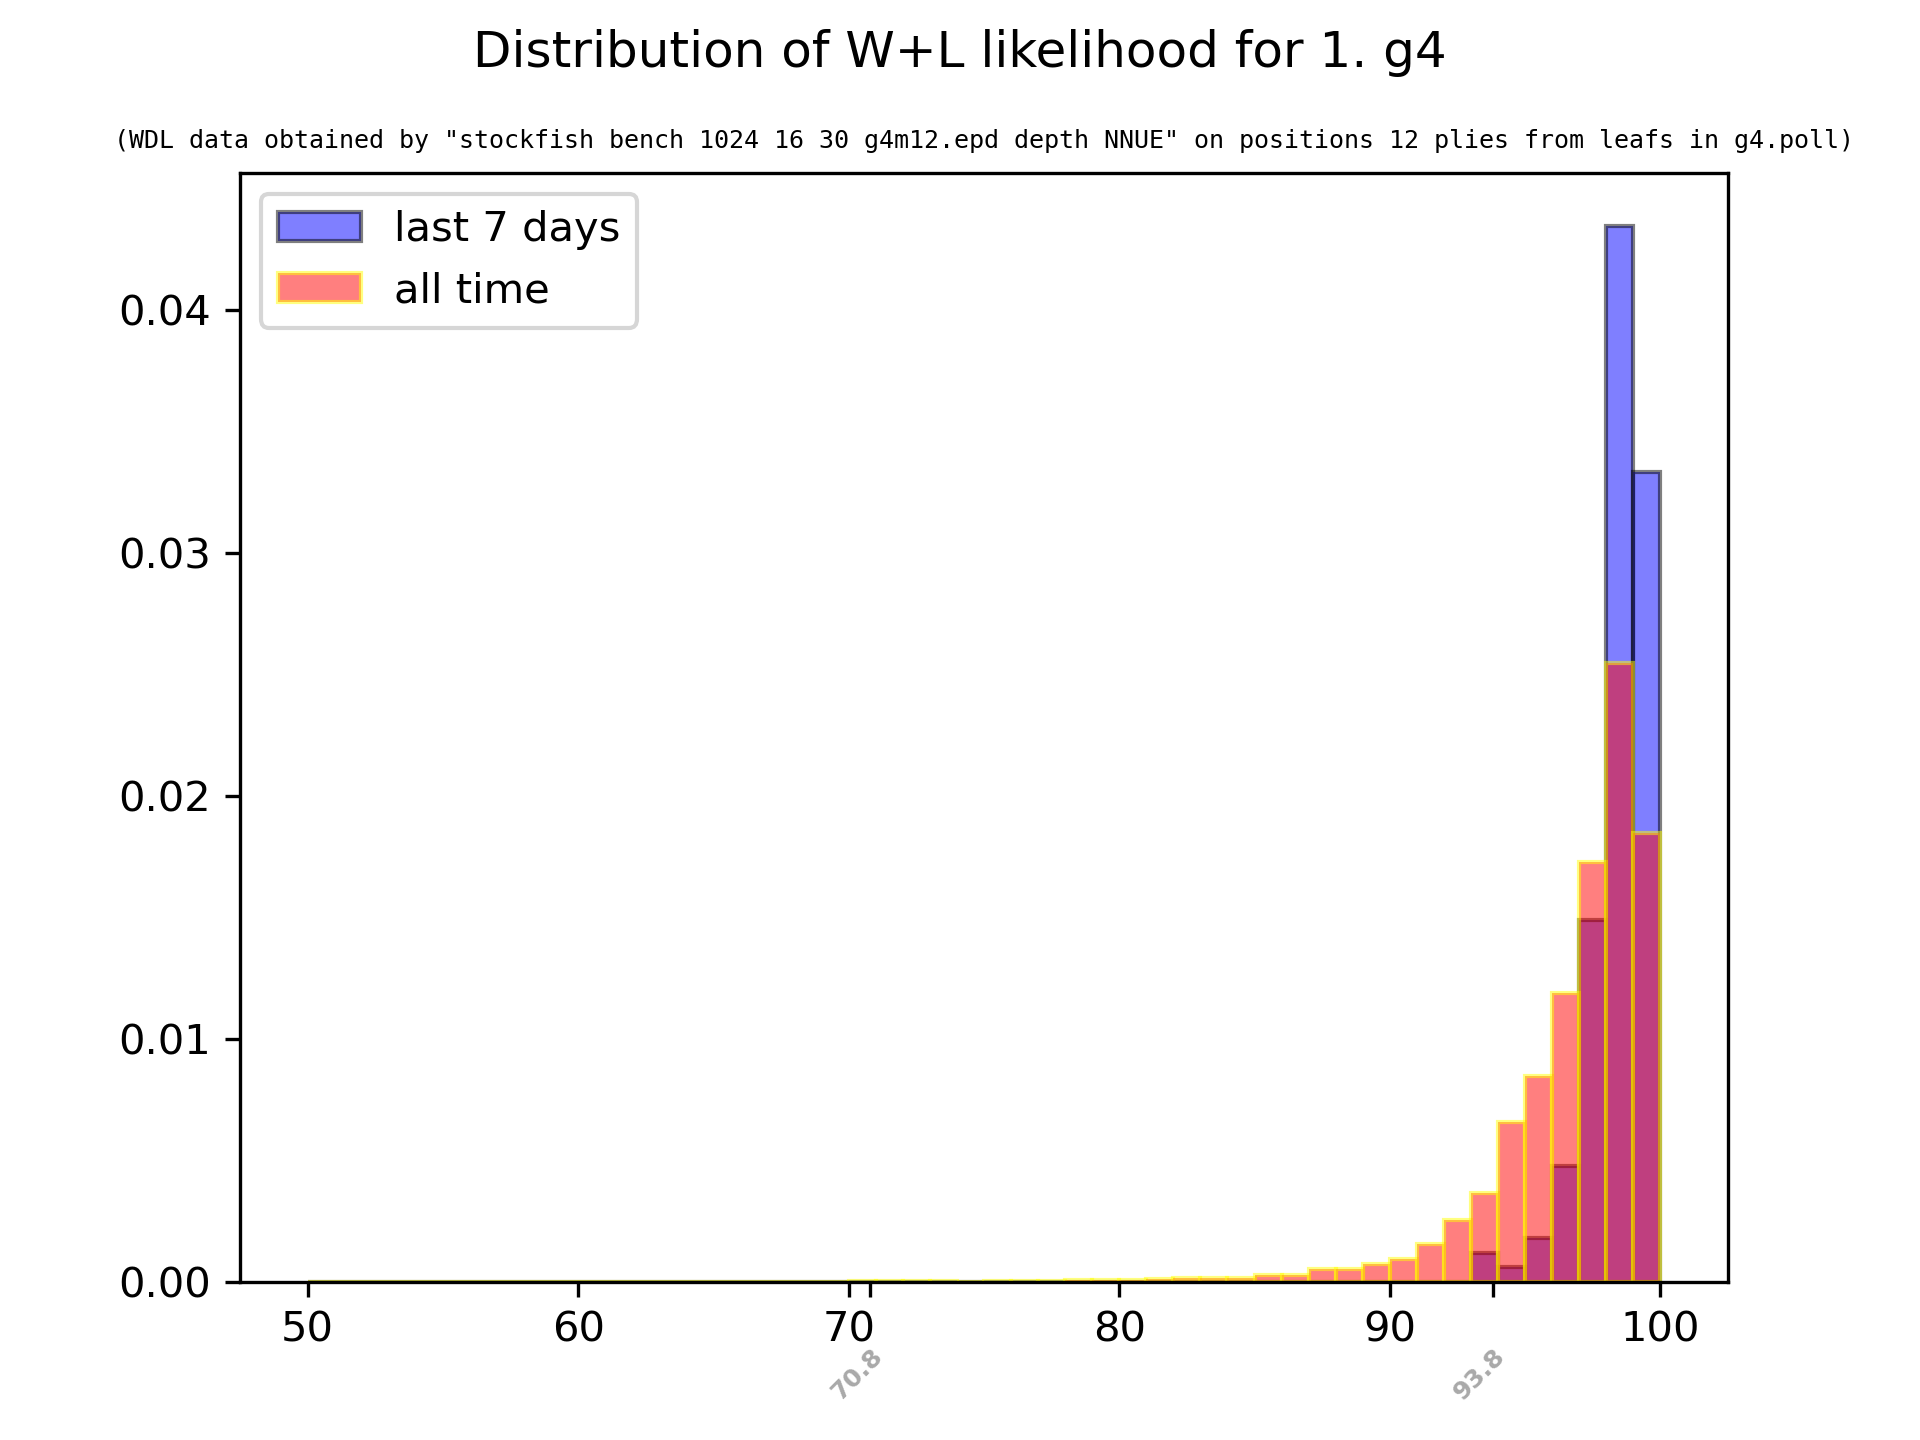 Distribution of W+L likelihood for 1. g4
(WDL data obtained by "stockfish bench 1024 16 30 g4m12.epd depth NNUE" on positions 12 plies from leafs in g4.poll)
last 7 days
all time
0.04
0.03
0.02
0.01
0.00
50 60 70 80 90 100
70.8 93.8